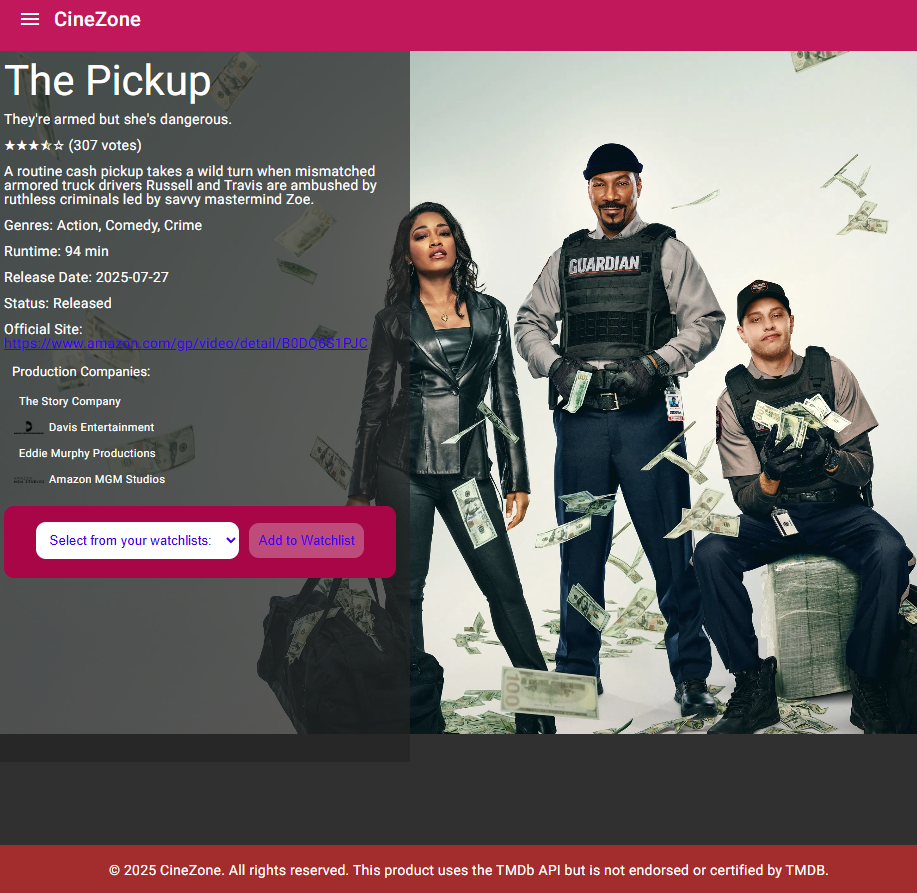 CineZone
The Pickup
They're armed but she's dangerous.
★★★⯪☆ (307 votes)
A routine cash pickup takes a wild turn when mismatched
armored truck drivers Russell and Travis are ambushed by
ruthless criminals led by savvy mastermind Zoe.
Genres: Action, Comedy, Crime
Runtime: 94 min
Release Date: 2025-07-27
Status: Released
Official Site:
https://www.amazon.com/gp/video/detail/B0DQ6S1PJC
Production Companies:
The Story Company
Davis Entertainment
Eddie Murphy Productions
Amazon MGM Studios
Select from your watchlists:
Add to Watchlist
GUARDIAN
100
© 2025 CineZone. All rights reserved. This product uses the TMDb API but is not endorsed or certified by TMDB.